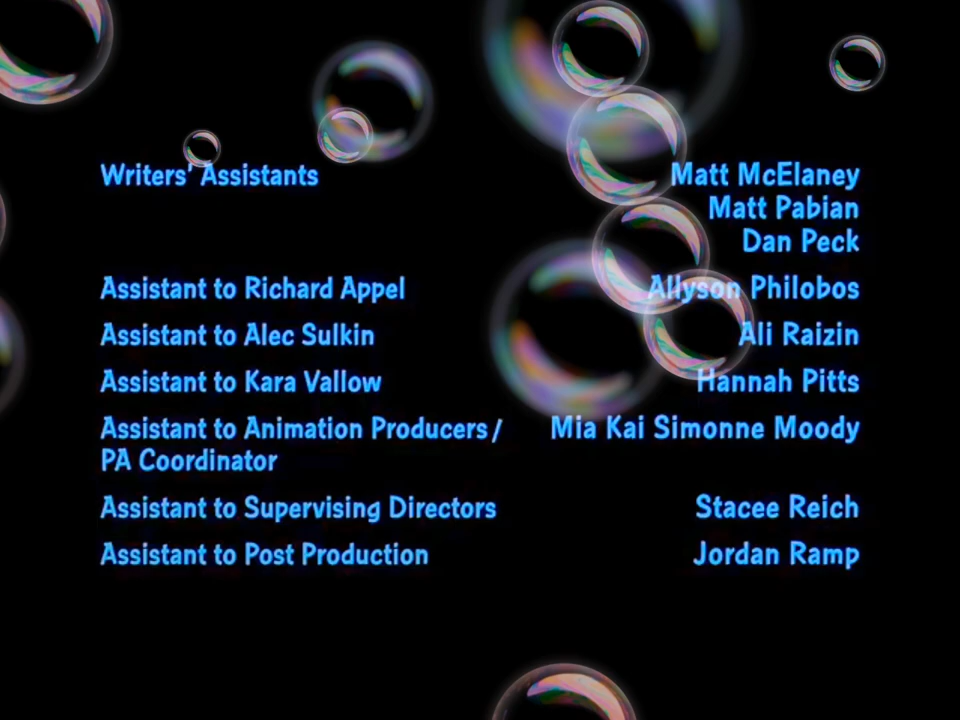 Writers' Assistants Matt McElaney
Matt Pabian
Dan Peck
Assistant to Richard Appel Allyson Philobos
Assistant to Alec Sulkin Ali Raizin
Assistant to Kara Vallow Hannah Pitts
Assistant to Animation Producers / Mia Kai Simonne Moody
PA Coordinator
Assistant to Supervising Directors Stacee Reich
Assistant to Post Production Jordan Ramp